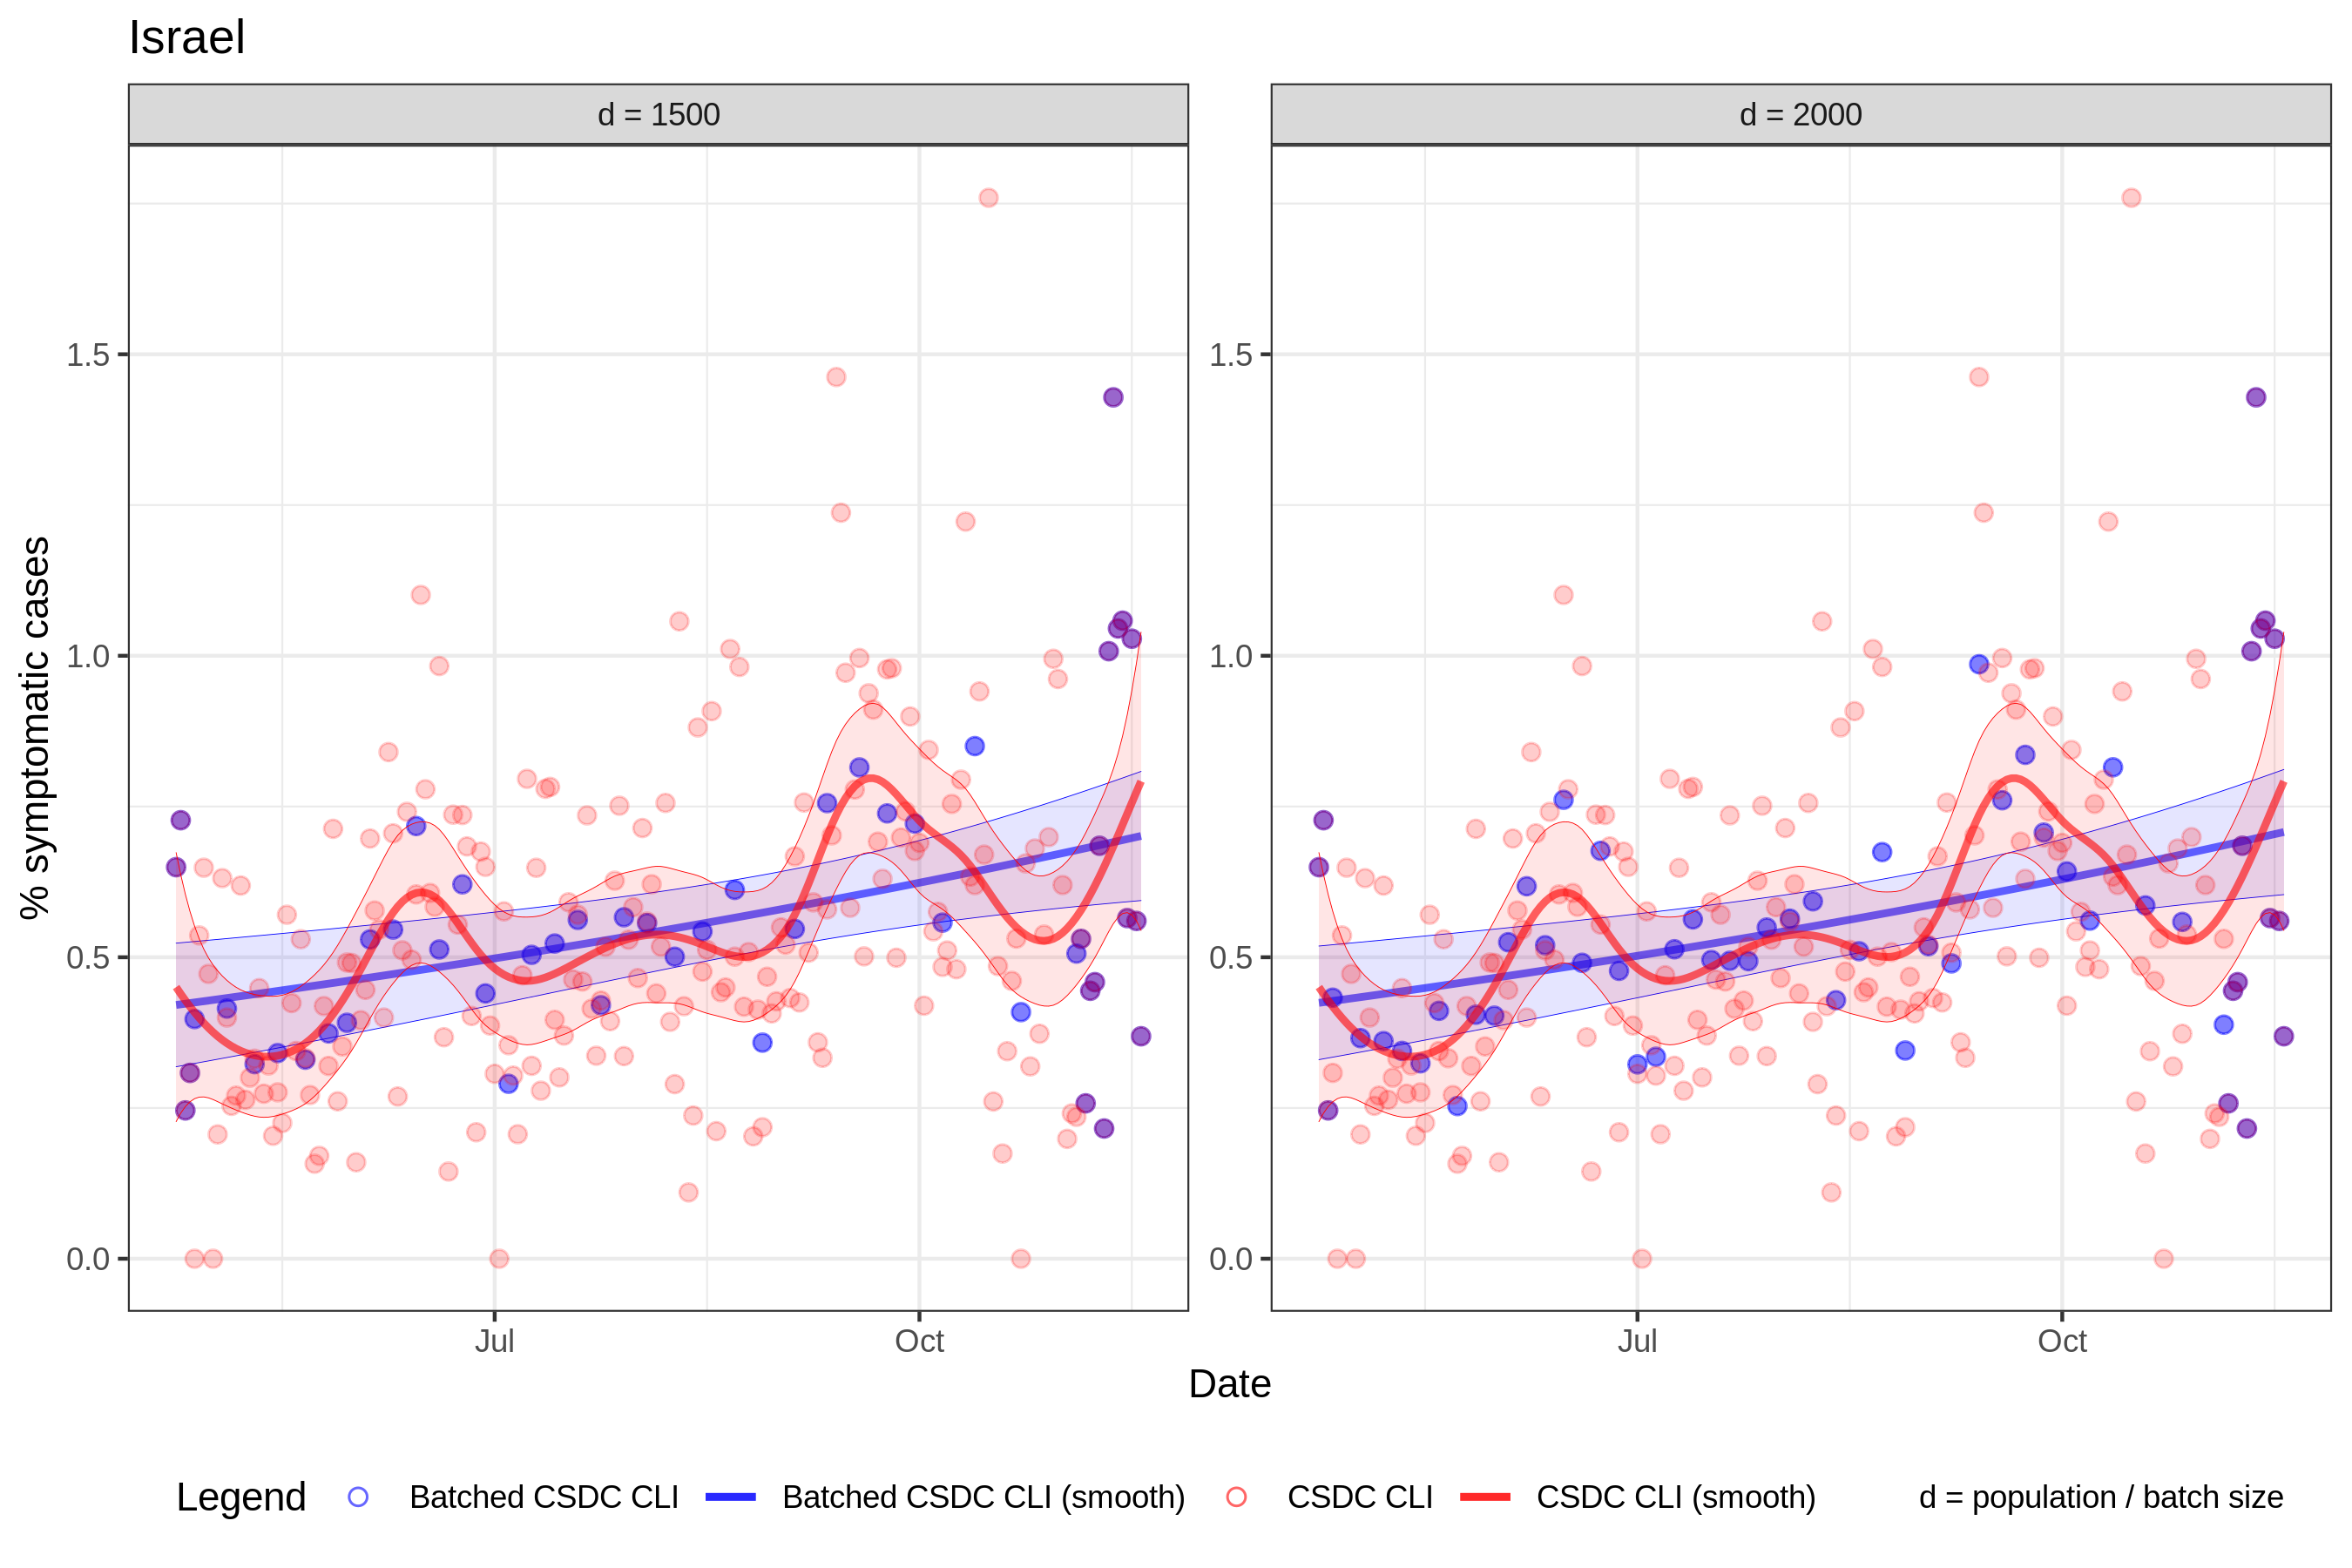 Israel
d = 1500
d = 2000
% symptomatic cases
1.5
1.0
0.5
0.0
1.5
1.0
0.5
0.0
Jul
Oct
Jul
Oct
Date
Legend
Batched CSDC CLI
Batched CSDC CLI (smooth)
CSDC CLI
CSDC CLI (smooth)
d = population / batch size